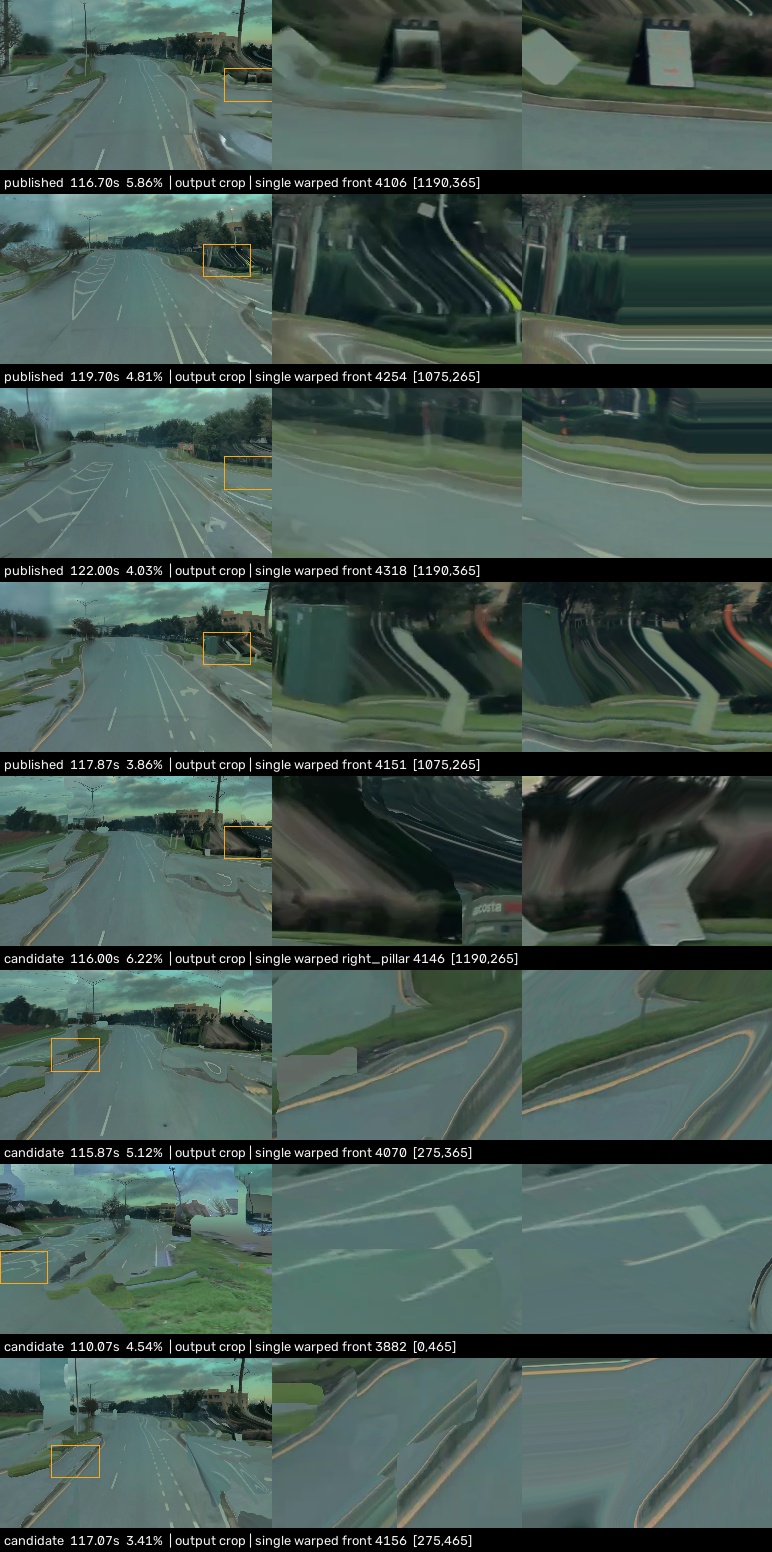 published 116.70s 5.86% | output crop | single warped front 4106 [1190,365]
published 119.70s 4.81% | output crop | single warped front 4254 [1075,265]
published 122.00s 4.03% | output crop | single warped front 4318 [1190,365]
published 117.87s 3.86% | output crop | single warped front 4151 [1075,265]
acosta
candidate 116.00s 6.22% | output crop | single warped right_pillar 4146 [1190,265]
candidate 115.87s 5.12% | output crop | single warped front 4070 [275,365]
candidate 110.07s 4.54% | output crop | single warped front 3882 [0,465]
candidate 117.07s 3.41% | output crop | single warped front 4156 [275,465]